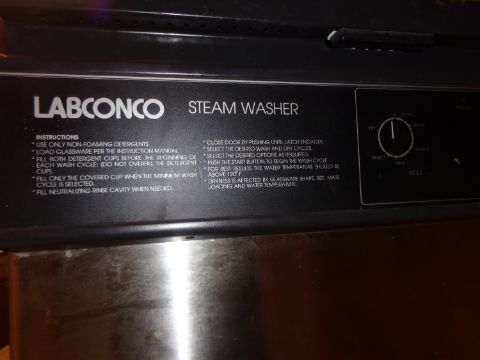 LABCONCO STEAM WASHER
INSTRUCTIONS
* USE ONLY NON-FOAMING DETERGENTS.
* LOAD GLASSWARE PER THE INSTRUCTION MANUAL.
* FILL BOTH DETERGENT CUPS BEFORE THE BEGINNING OF
EACH WASH CYCLE. (DO NOT OVERFILL THE DETERGENT
CUP).
* FILL ONLY THE COVERED CUP WHEN THE MINIMUM WASH
CYCLE IS SELECTED.
* FILL NEUTRALIZING RINSE CAVITY WHEN NEEDED.
* CLOSE DOOR BY PUSHING UNTIL LATCH ENGAGES.
* SELECT THE DESIRED WASH AND DRY CYCLES.
* SELECT THE DESIRED OPTIONS AS REQUIRED.
* PUSH THE START BUTTON TO BEGIN THE WASH CYCLE.
* FOR BEST RESULTS THE WATER TEMPERATURE SHOULD BE
ABOVE 120°F.
* DRYNESS IS AFFECTED BY GLASSWARE SHAPE, SIZE, MASS,
LOADING AND WATER TEMPERATURE.